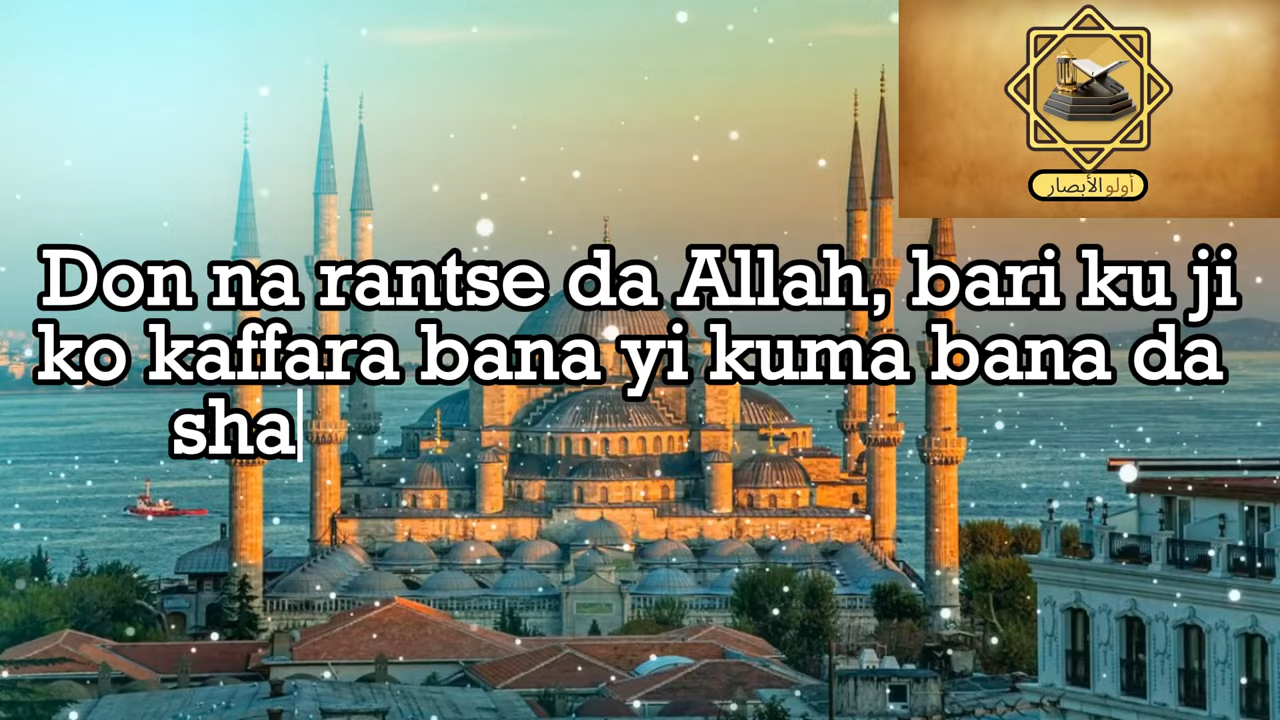 أولو الأبصار
Don na rantse da Allah, bari ku ji
ko kaffara bana yi kuma bana da
sha